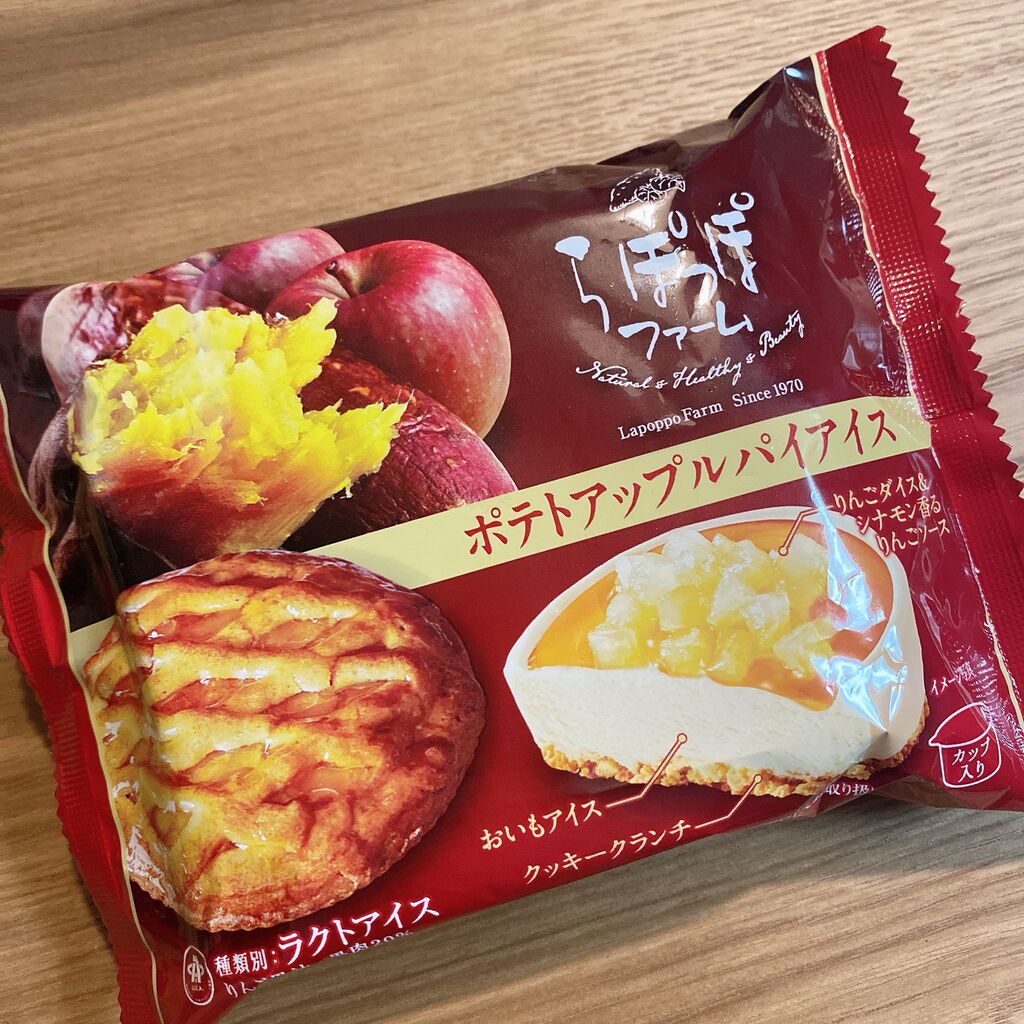 らぽっぽ
ファーム
Natural & Healthy & Beauty
Lapoppo Farm Since 1970
ポテトアップルパイアイス
りんごダイス&
シナモン香る
りんごソース
イメージ
カップ
入り
おいもアイス
クッキークランチ
種類別:ラクトアイス